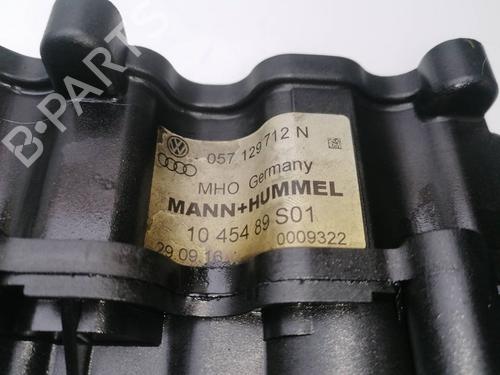 B-PARTS
057 129 712 N
MHO Germany
MANN+HUMMEL
10 454 89 S01
29.09.16 0009322